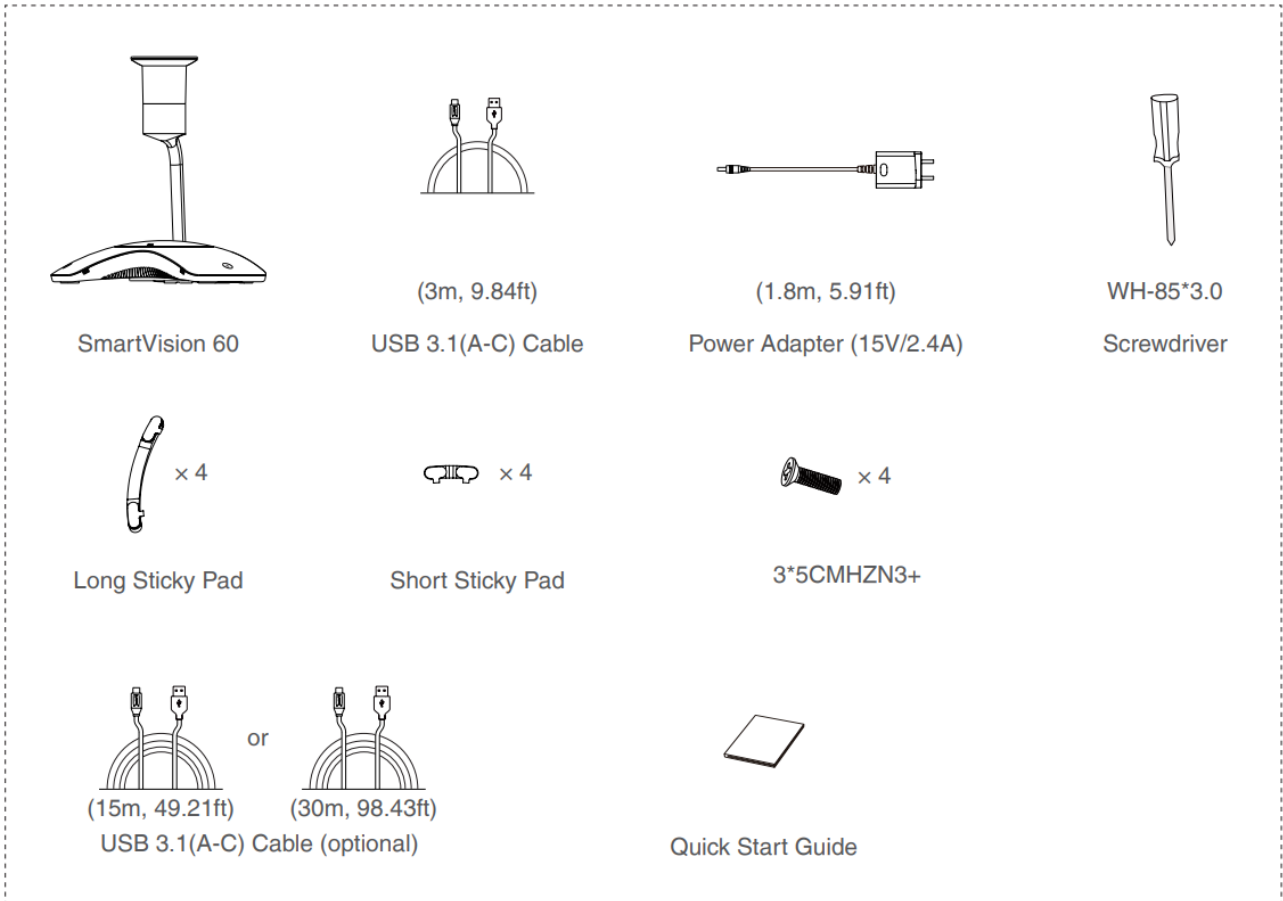 (3m, 9.84ft)
(1.8m, 5.91ft)
WH-85*3.0
SmartVision 60
USB 3.1(A-C) Cable
Power Adapter (15V/2.4A)
Screwdriver
× 4
× 4
× 4
Long Sticky Pad
Short Sticky Pad
3*5CMHZN3+
or
(15m, 49.21ft)
(30m, 98.43ft)
USB 3.1(A-C) Cable (optional)
Quick Start Guide